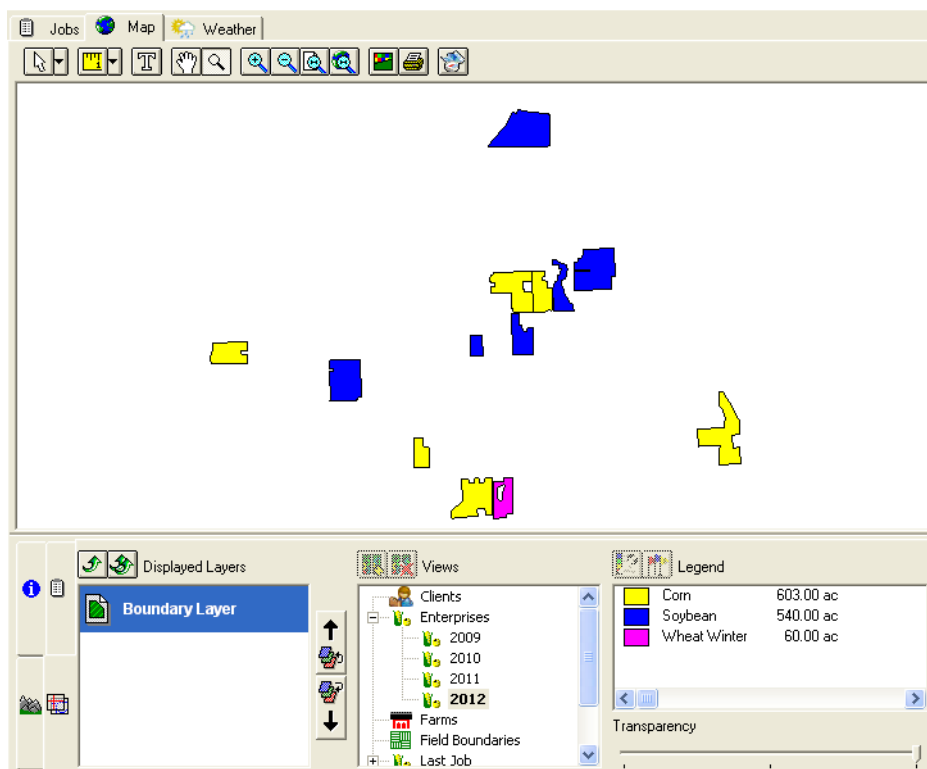 Jobs Map Weather
T
Displayed Layers
Boundary Layer
Views
Clients
Enterprises
2009
2010
2011
2012
Farms
Field Boundaries
Last Job
Legend
Corn 603.00 ac
Soybean 540.00 ac
Wheat Winter 60.00 ac
Transparency